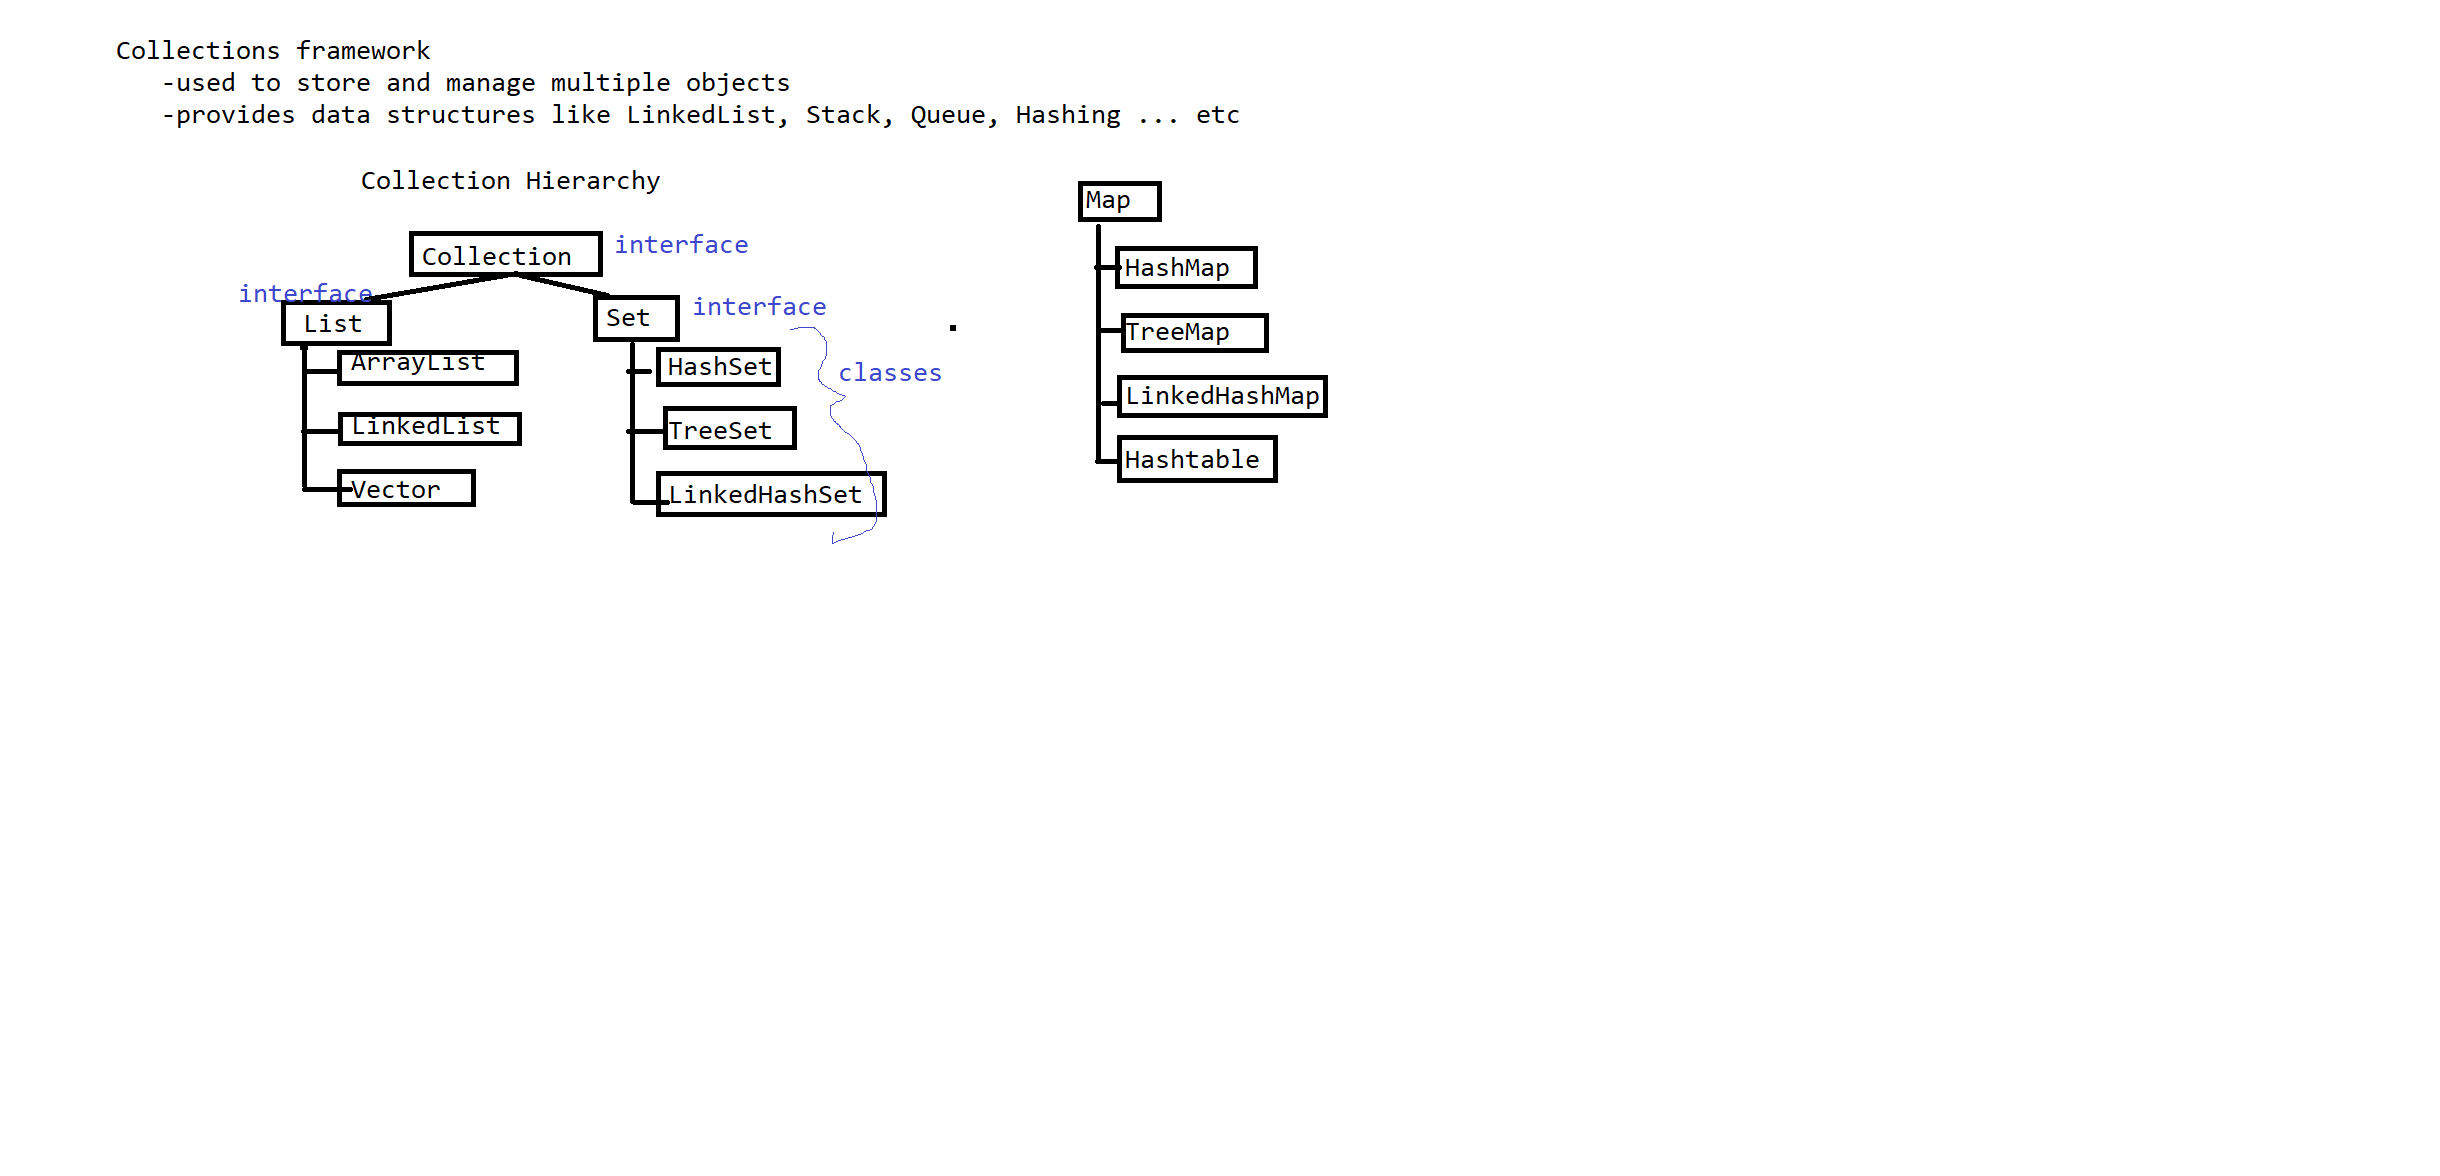 Collections framework
-used to store and manage multiple objects
-provides data structures like LinkedList, Stack, Queue, Hashing ... etc
Collection Hierarchy
Collection
interface
interface
List
ArrayList
LinkedList
Vector
Set
interface
HashSet
TreeSet
LinkedHashSet
classes
Map
HashMap
TreeMap
LinkedHashMap
Hashtable